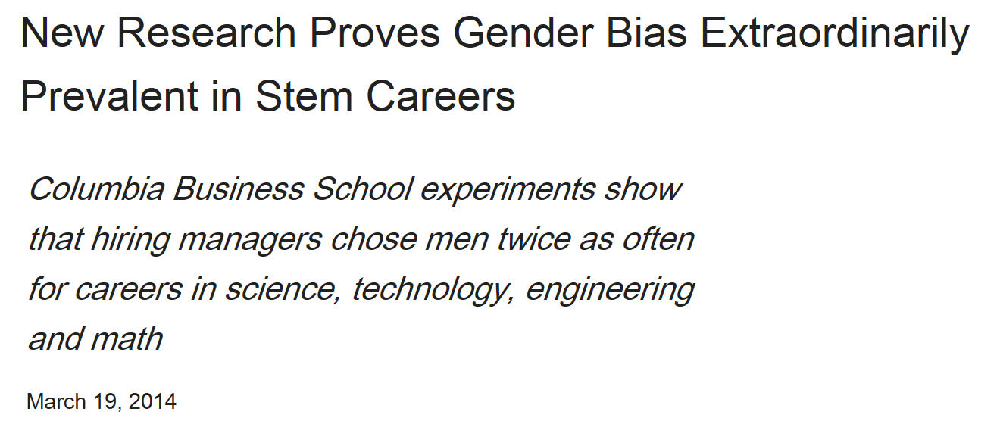 New Research Proves Gender Bias Extraordinarily
Prevalent in Stem Careers
Columbia Business School experiments show
that hiring managers chose men twice as often
for careers in science, technology, engineering
and math
March 19, 2014